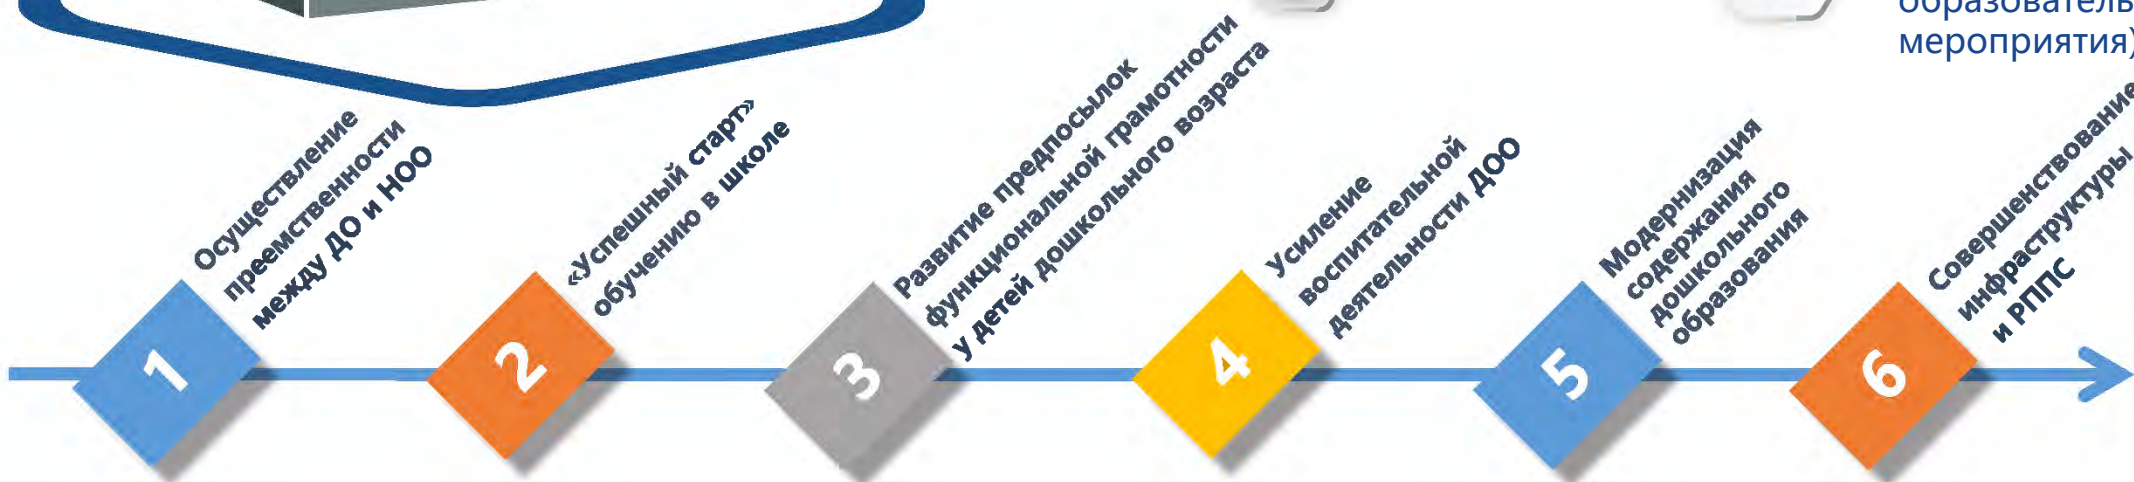 мероприятия)
Осуществление
преемственности
между ДО и НОО
1
«Успешный старт»
обучению в школе
2
Развитие предпосылок
функциональной грамотности
у детей дошкольного возраста
3
Усиление
воспитательной
деятельности ДОО
4
Модернизация
содержания
дошкольного
образования
5
Совершенствование
инфраструктуры
и РППС
6